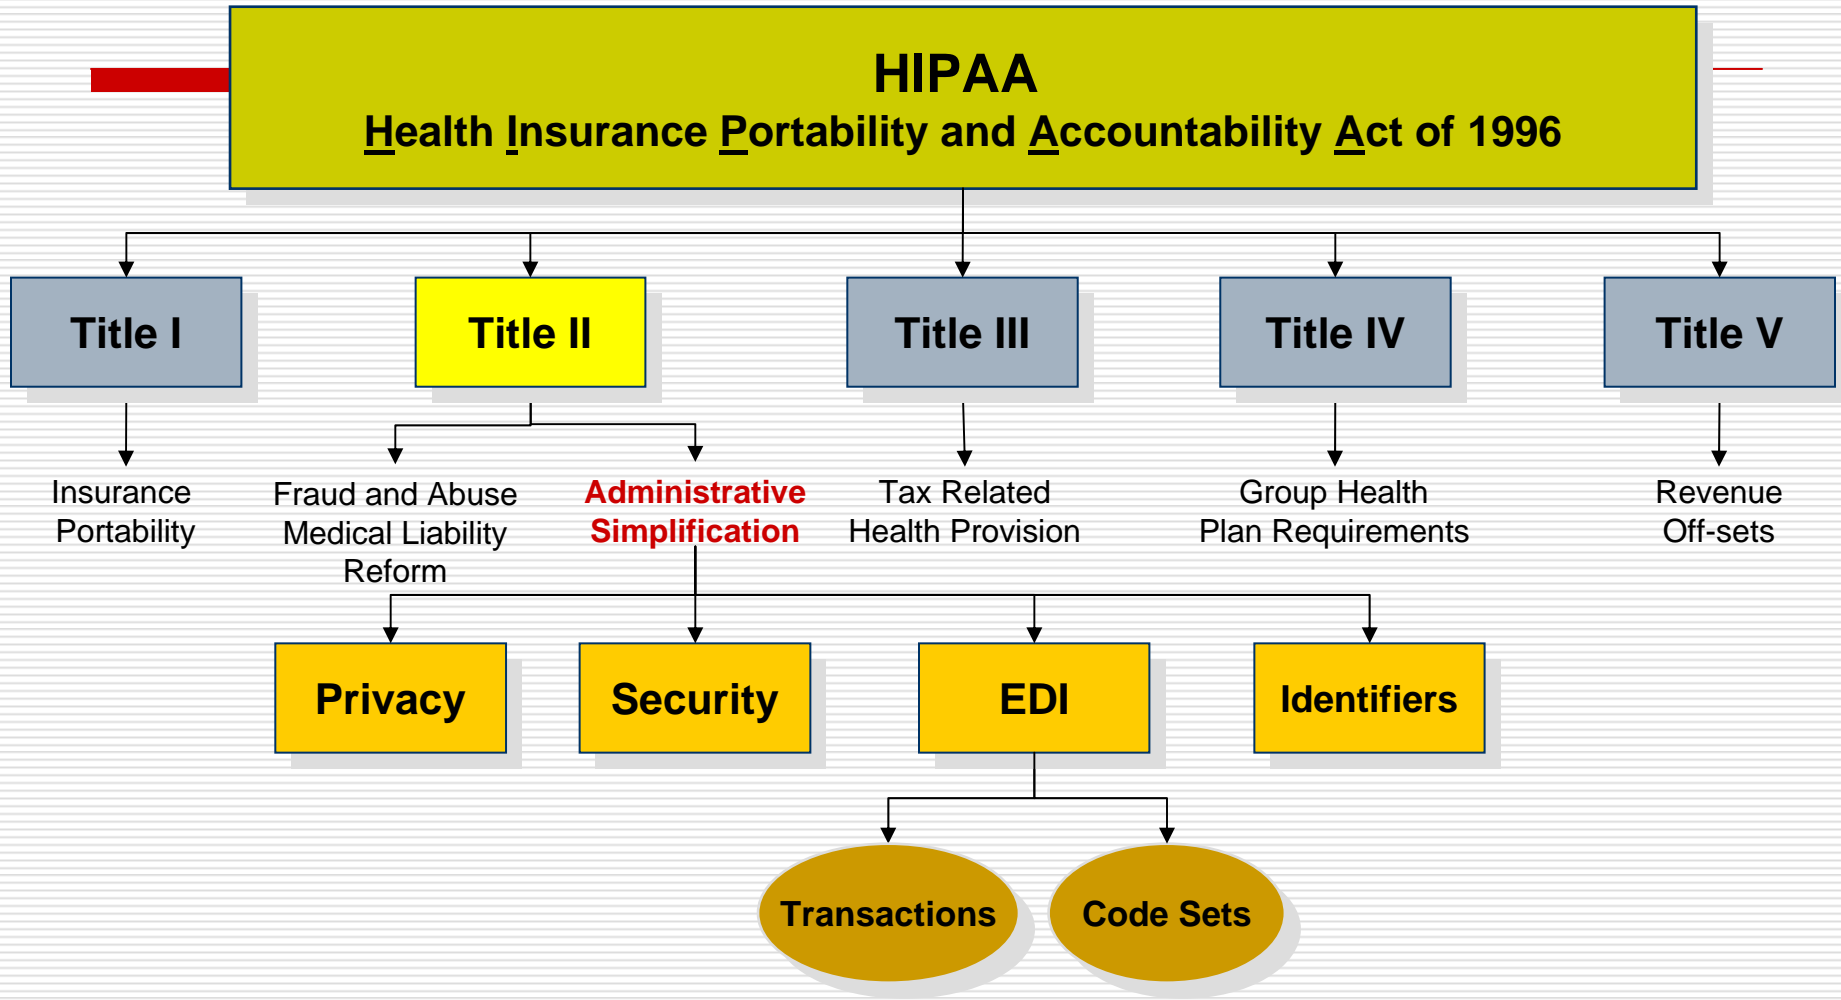 HIPAA
Health Insurance Portability and Accountability Act of 1996
Title I
Title II
Title III
Title IV
Title V
Insurance
Portability
Fraud and Abuse
Medical Liability
Reform
Administrative
Simplification
Tax Related
Health Provision
Group Health
Plan Requirements
Revenue
Off-sets
Privacy
Security
EDI
Identifiers
Transactions
Code Sets